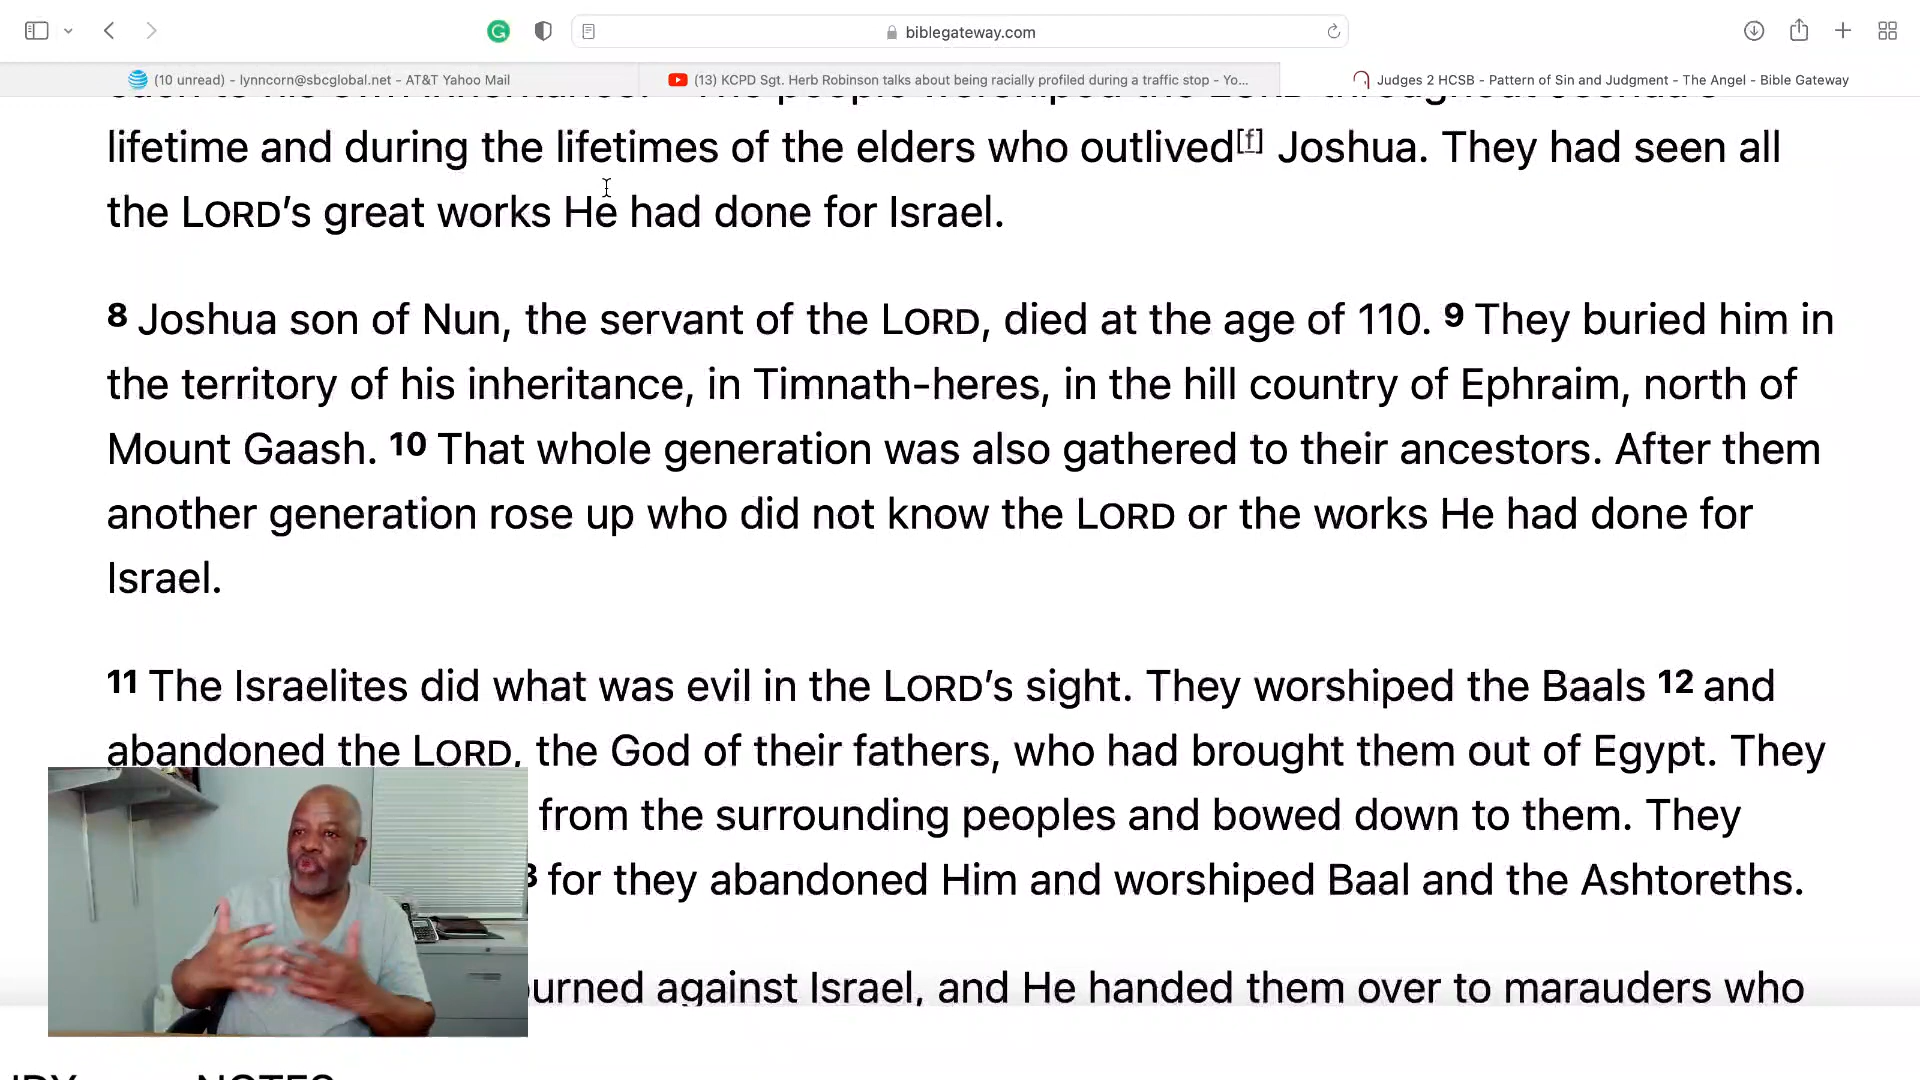 biblegateway.com
(10 unread) - lynncorn@sbcglobal.net - AT&T Yahoo Mail
(13) KCPD Sgt. Herb Robinson talks about being racially profiled during a traffic stop - Yo...
Judges 2 HCSB - Pattern of Sin and Judgment - The Angel - Bible Gateway
lifetime and during the lifetimes of the elders who outlived[f] Joshua. They had seen all
the LORD’s great works He had done for Israel.
8 Joshua son of Nun, the servant of the LORD, died at the age of 110. 9 They buried him in
the territory of his inheritance, in Timnath-heres, in the hill country of Ephraim, north of
Mount Gaash. 10 That whole generation was also gathered to their ancestors. After them
another generation rose up who did not know the LORD or the works He had done for
Israel.
11 The Israelites did what was evil in the LORD’s sight. They worshiped the Baals 12 and
abandoned the LORD, the God of their fathers, who had brought them out of Egypt. They
from the surrounding peoples and bowed down to them. They
3 for they abandoned Him and worshiped Baal and the Ashtoreths.
urned against Israel, and He handed them over to marauders who
NOTES